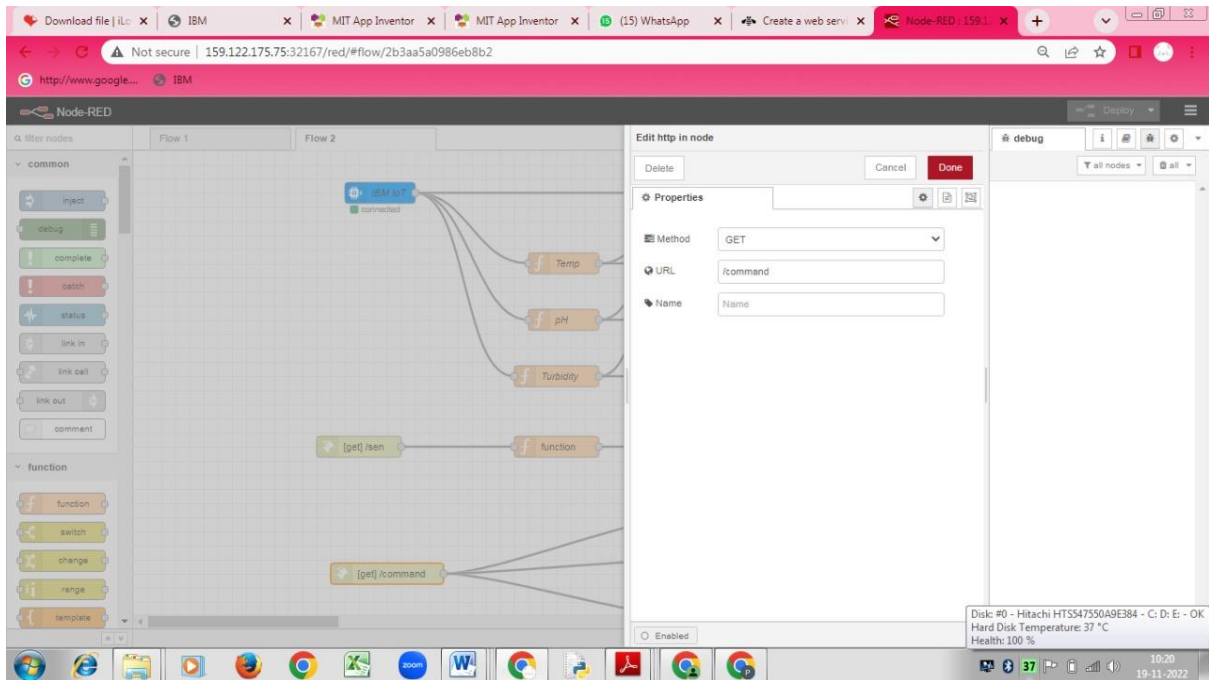 Download file | iLo
IBM
MIT App Inventor
MIT App Inventor
(15) WhatsApp
Create a web servi
Node-RED : 159.1
Not secure | 159.122.175.75:32167/red/#flow/2b3aa5a0986eb8b2
http://www.google....
IBM
Node-RED
Deploy
filter nodes
Flow 1
Flow 2
Edit http in node
debug
Delete
Cancel
Done
all nodes
all
common
inject
debug
complete
catch
status
link in
link call
link out
comment
function
function
switch
change
range
template
IBM IoT
connected
Temp
pH
Turbidity
[get] /sen
function
[get] /command
Properties
Method
GET
URL
/command
Name
Name
Enabled
Disk: #0 - Hitachi HTS547550A9E384 - C: D: E: - OK
Hard Disk Temperature: 37 °C
Health: 100 %
zoom
37
10:20
19-11-2022